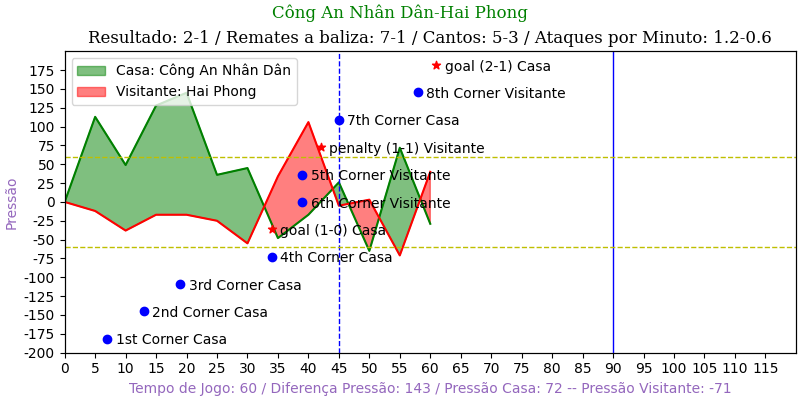 Công An Nhân Dân-Hai Phong
Resultado: 2-1 / Remates a baliza: 7-1 / Cantos: 5-3 / Ataques por Minuto: 1.2-0.6
Casa: Công An Nhân Dân
Visitante: Hai Phong
goal (2-1) Casa
8th Corner Visitante
7th Corner Casa
penalty (1-1) Visitante
5th Corner Visitante
6th Corner Visitante
goal (1-0) Casa
4th Corner Casa
3rd Corner Casa
2nd Corner Casa
1st Corner Casa
Pressão
175
150
125
100
75
50
25
0
-25
-50
-75
-100
-125
-150
-175
-200
0 5 10 15 20 25 30 35 40 45 50 55 60 65 70 75 80 85 90 95 100 105 110 115
Tempo de Jogo: 60 / Diferença Pressão: 143 / Pressão Casa: 72 -- Pressão Visitante: -71